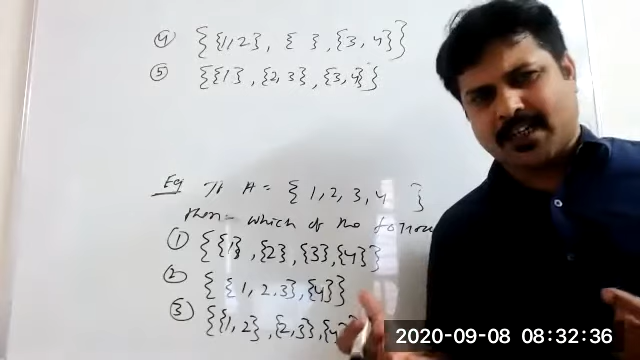 ④ {{1,2}, { }, {3,4}}
⑤ {{1}, {2,3}, {3,4}}
Eg If A = { 1, 2, 3, 4 }
then which of the
① {{1}, {2}, {3}, {4}}
② { {1, 2, 3}, {4}}
③ {{1, 2}, {2, 3}, {4
2020-09-08 08:32:36